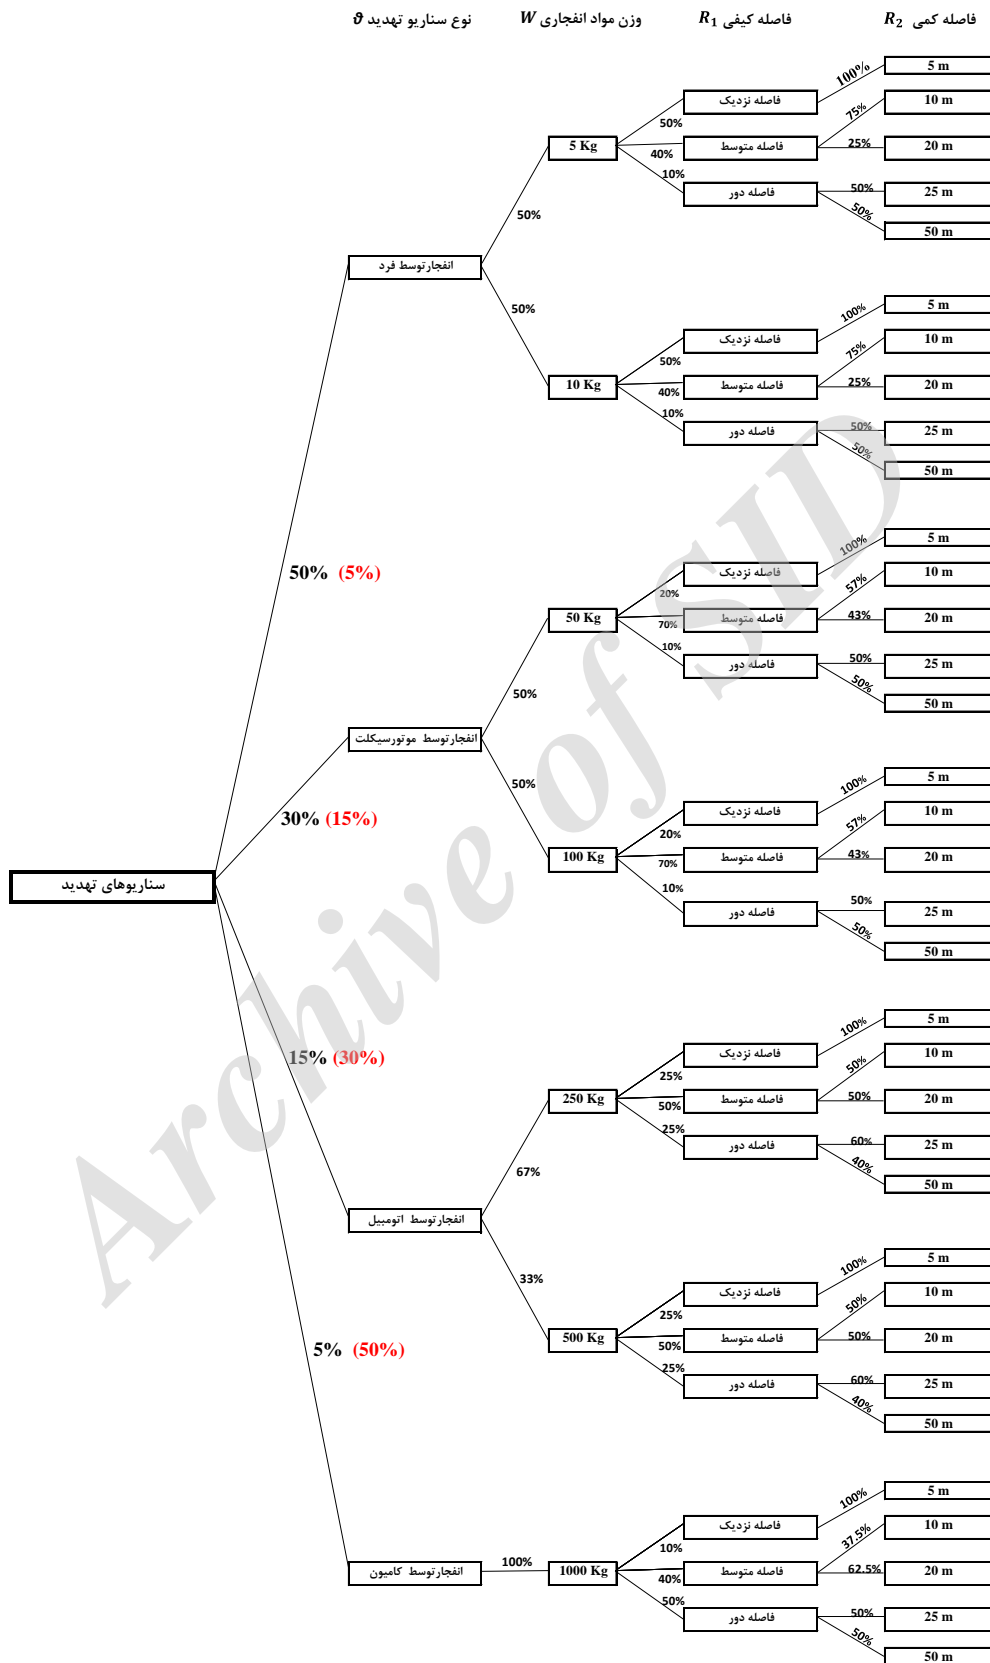 نوع سناریو تهدید ϑ
وزن مواد انفجاری W
فاصله کیفی R₁
فاصله کمی R₂
سناریوهای تهدید
50% (5%)
30% (15%)
15% (30%)
5% (50%)
انفجارتوسط فرد
50%
50%
5 Kg
50%
40%
10%
فاصله نزدیک
فاصله متوسط
فاصله دور
100%
75%
25%
50%
50%
5 m
10 m
20 m
25 m
50 m
10 Kg
50%
40%
10%
فاصله نزدیک
فاصله متوسط
فاصله دور
100%
75%
25%
50%
50%
5 m
10 m
20 m
25 m
50 m
انفجارتوسط موتورسیکلت
50%
50%
50 Kg
20%
70%
10%
فاصله نزدیک
فاصله متوسط
فاصله دور
100%
57%
43%
50%
50%
5 m
10 m
20 m
25 m
50 m
100 Kg
20%
70%
10%
فاصله نزدیک
فاصله متوسط
فاصله دور
100%
57%
43%
50%
50%
5 m
10 m
20 m
25 m
50 m
انفجارتوسط اتومبیل
67%
33%
250 Kg
25%
50%
25%
فاصله نزدیک
فاصله متوسط
فاصله دور
100%
50%
50%
60%
40%
5 m
10 m
20 m
25 m
50 m
500 Kg
25%
50%
25%
فاصله نزدیک
فاصله متوسط
فاصله دور
100%
50%
50%
60%
40%
5 m
10 m
20 m
25 m
50 m
انفجارتوسط کامیون
100%
1000 Kg
10%
40%
50%
فاصله نزدیک
فاصله متوسط
فاصله دور
100%
37.5%
62.5%
50%
50%
5 m
10 m
20 m
25 m
50 m
Archive of SID